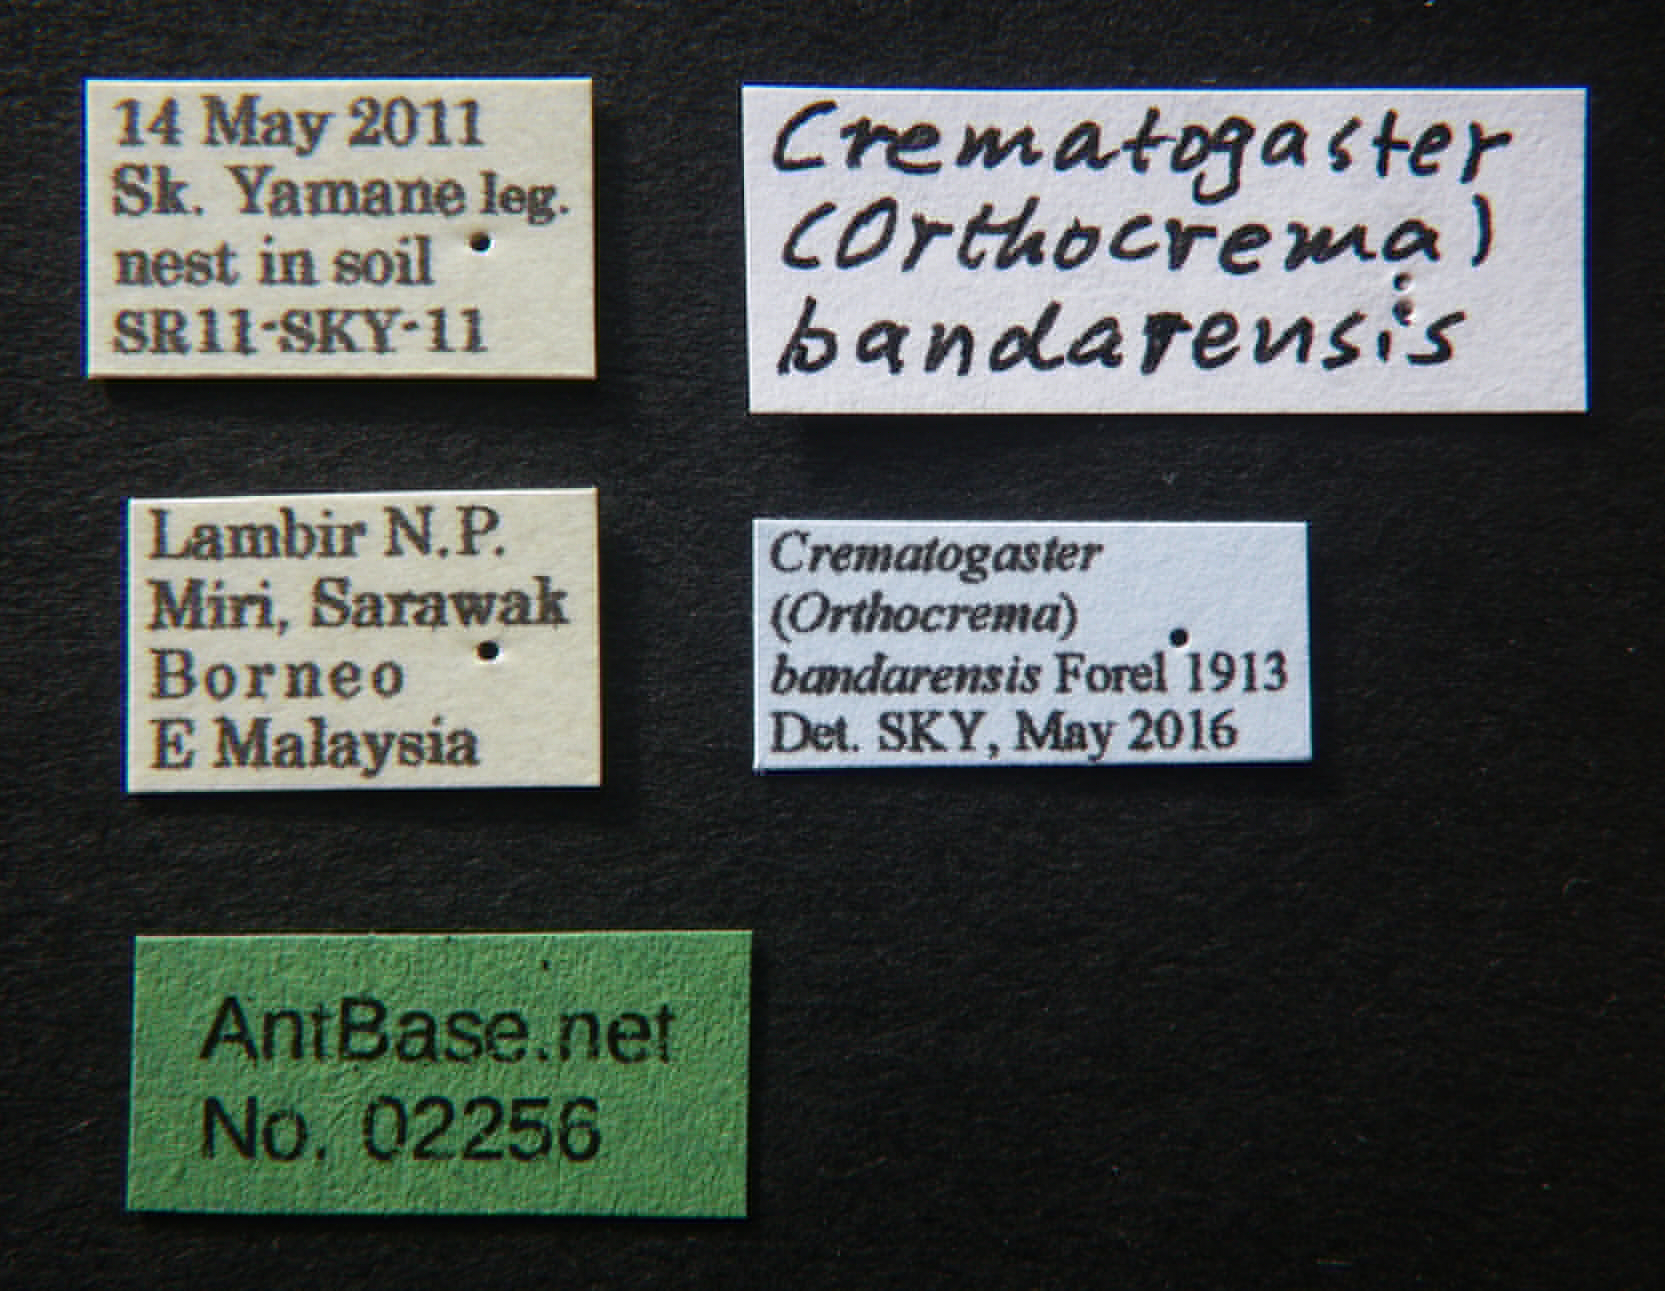 14 May 2011
Sk. Yamane leg.
nest in soil
SR11-SKY-11
Crematogaster
(Orthocrema)
bandarensis
Lambir N.P.
Miri, Sarawak
Borneo
E Malaysia
Crematogaster
(Orthocrema)
bandarensis Forel 1913
Det. SKY, May 2016
AntBase.net
No. 02256